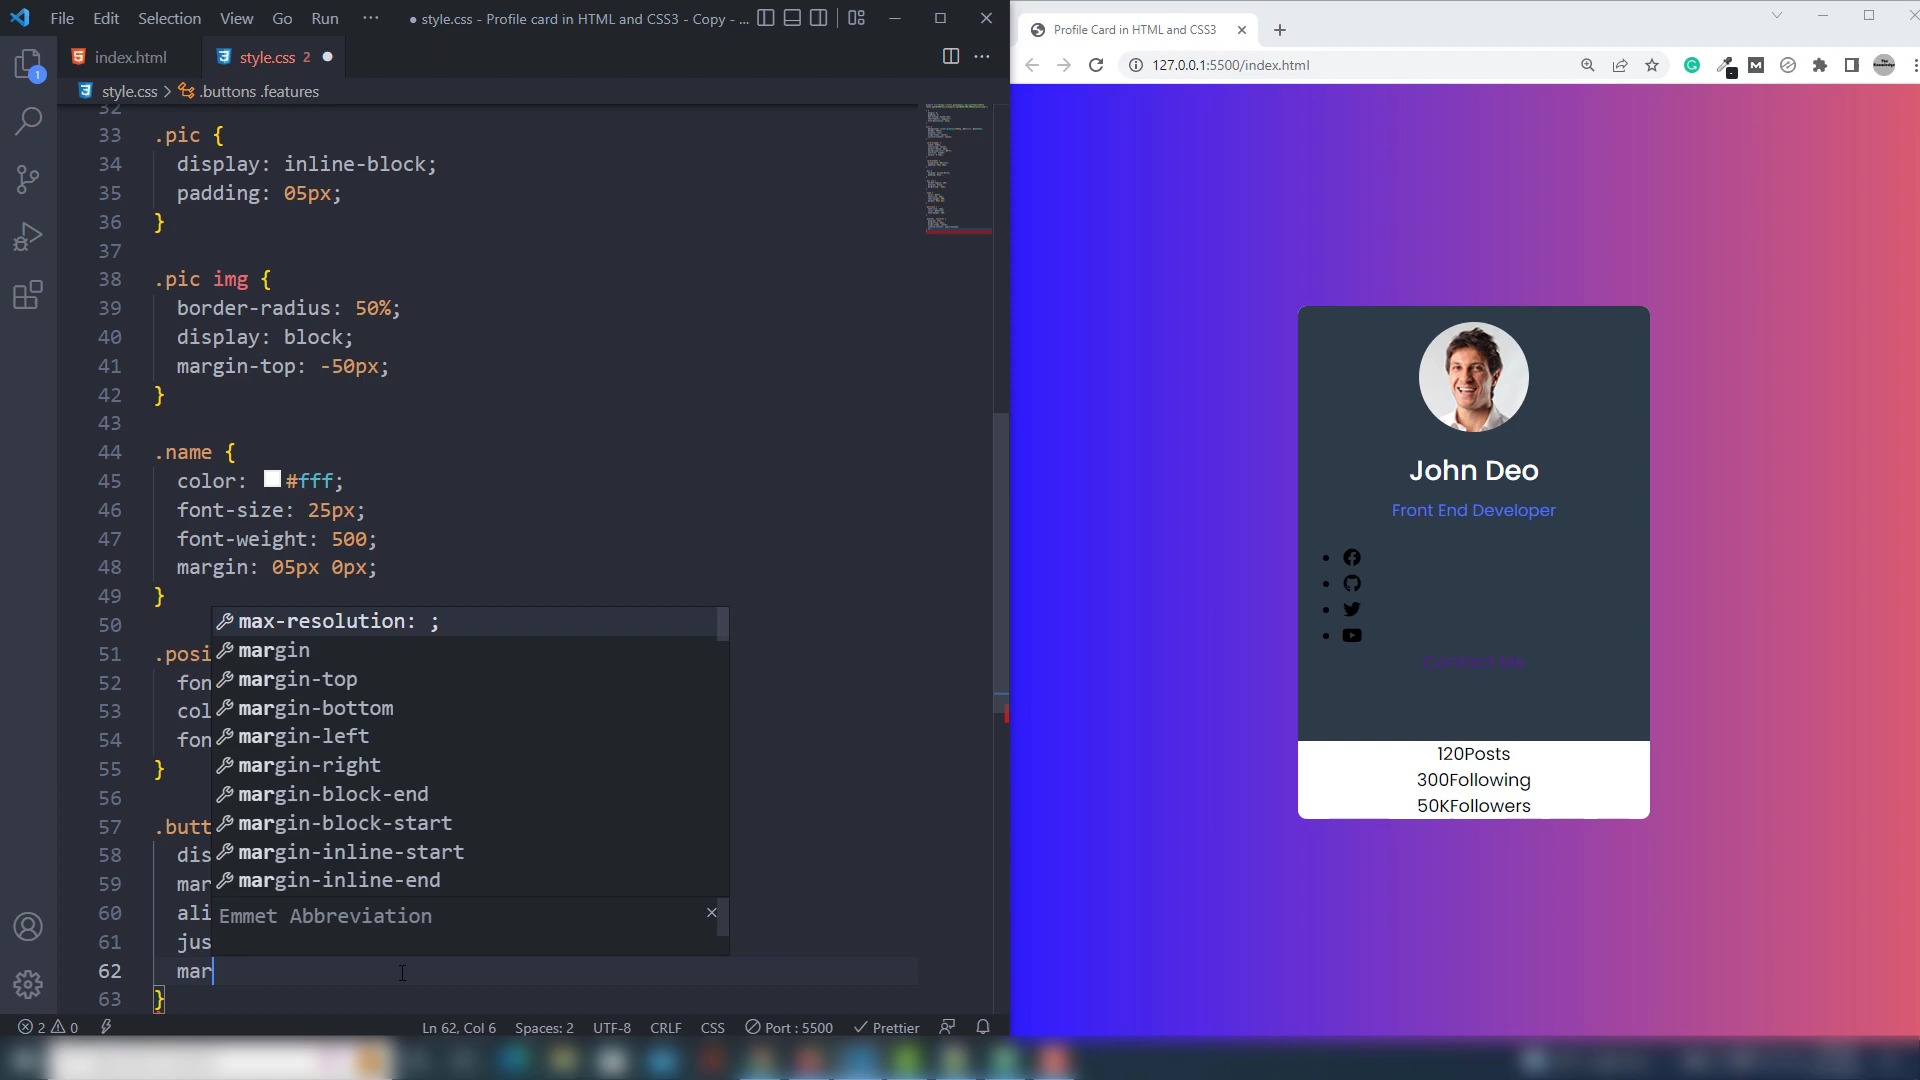 File Edit Selection View Go Run ··· ● style.css - Profile card in HTML and CSS3 - Copy - ...
index.html style.css 2
style.css > .buttons .features
32
33 .pic {
34 display: inline-block;
35 padding: 05px;
36 }
37
38 .pic img {
39 border-radius: 50%;
40 display: block;
41 margin-top: -50px;
42 }
43
44 .name {
45 color: #fff;
46 font-size: 25px;
47 font-weight: 500;
48 margin: 05px 0px;
49 }
50
51 .posi
52 fon
53 col
54 fon
55 }
56
57 .butt
58 dis
59 mar
60 ali
61 jus
62 mar
63 }
max-resolution: ;
margin
margin-top
margin-bottom
margin-left
margin-right
margin-block-end
margin-block-start
margin-inline-start
margin-inline-end
Emmet Abbreviation
1
2 0 Ln 62, Col 6 Spaces: 2 UTF-8 CRLF CSS Port : 5500 Prettier
Profile Card in HTML and CSS3
127.0.0.1:5500/index.html
John Deo
Front End Developer
Contact Me
120Posts
300Following
50KFollowers